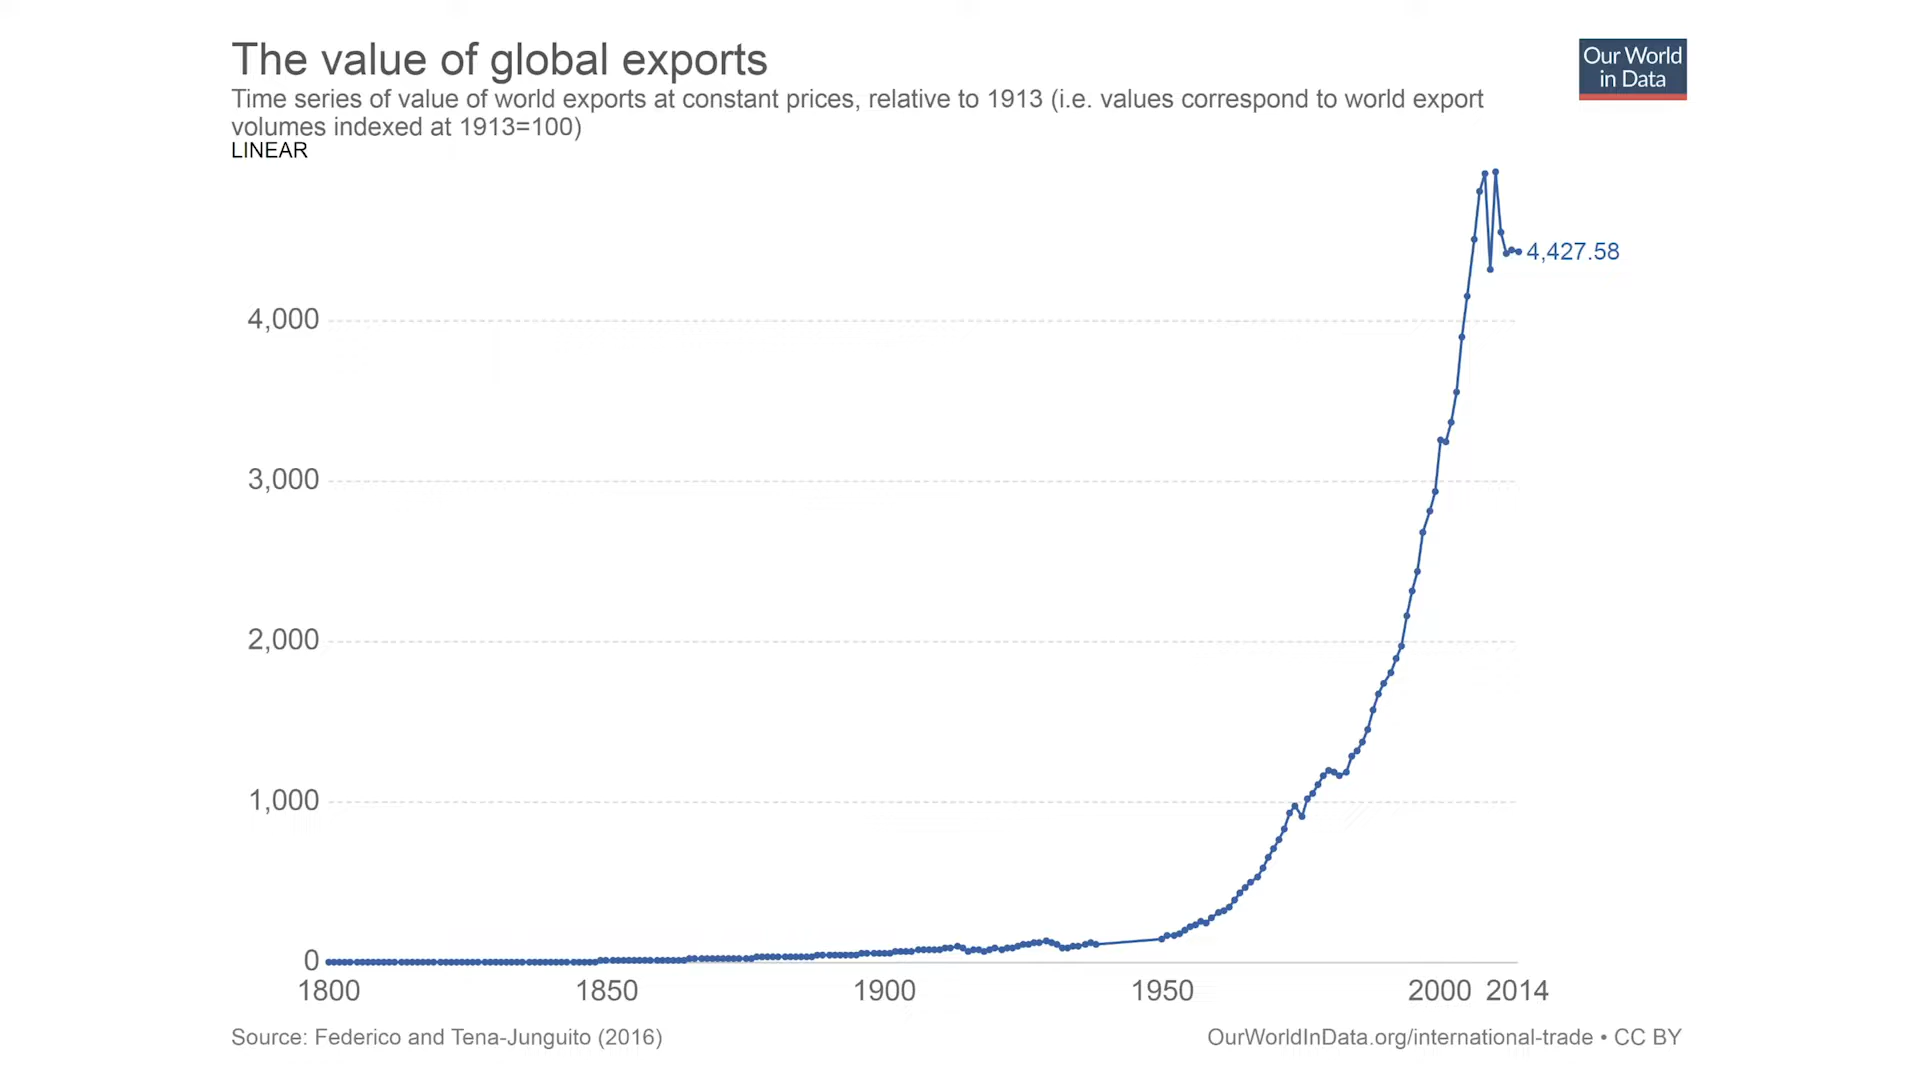 The value of global exports
Our World
in Data
Time series of value of world exports at constant prices, relative to 1913 (i.e. values correspond to world export
volumes indexed at 1913=100)
LINEAR
4,427.58
4,000
3,000
2,000
1,000
0
1800 1850 1900 1950 2000 2014
Source: Federico and Tena-Junguito (2016)
OurWorldInData.org/international-trade • CC BY